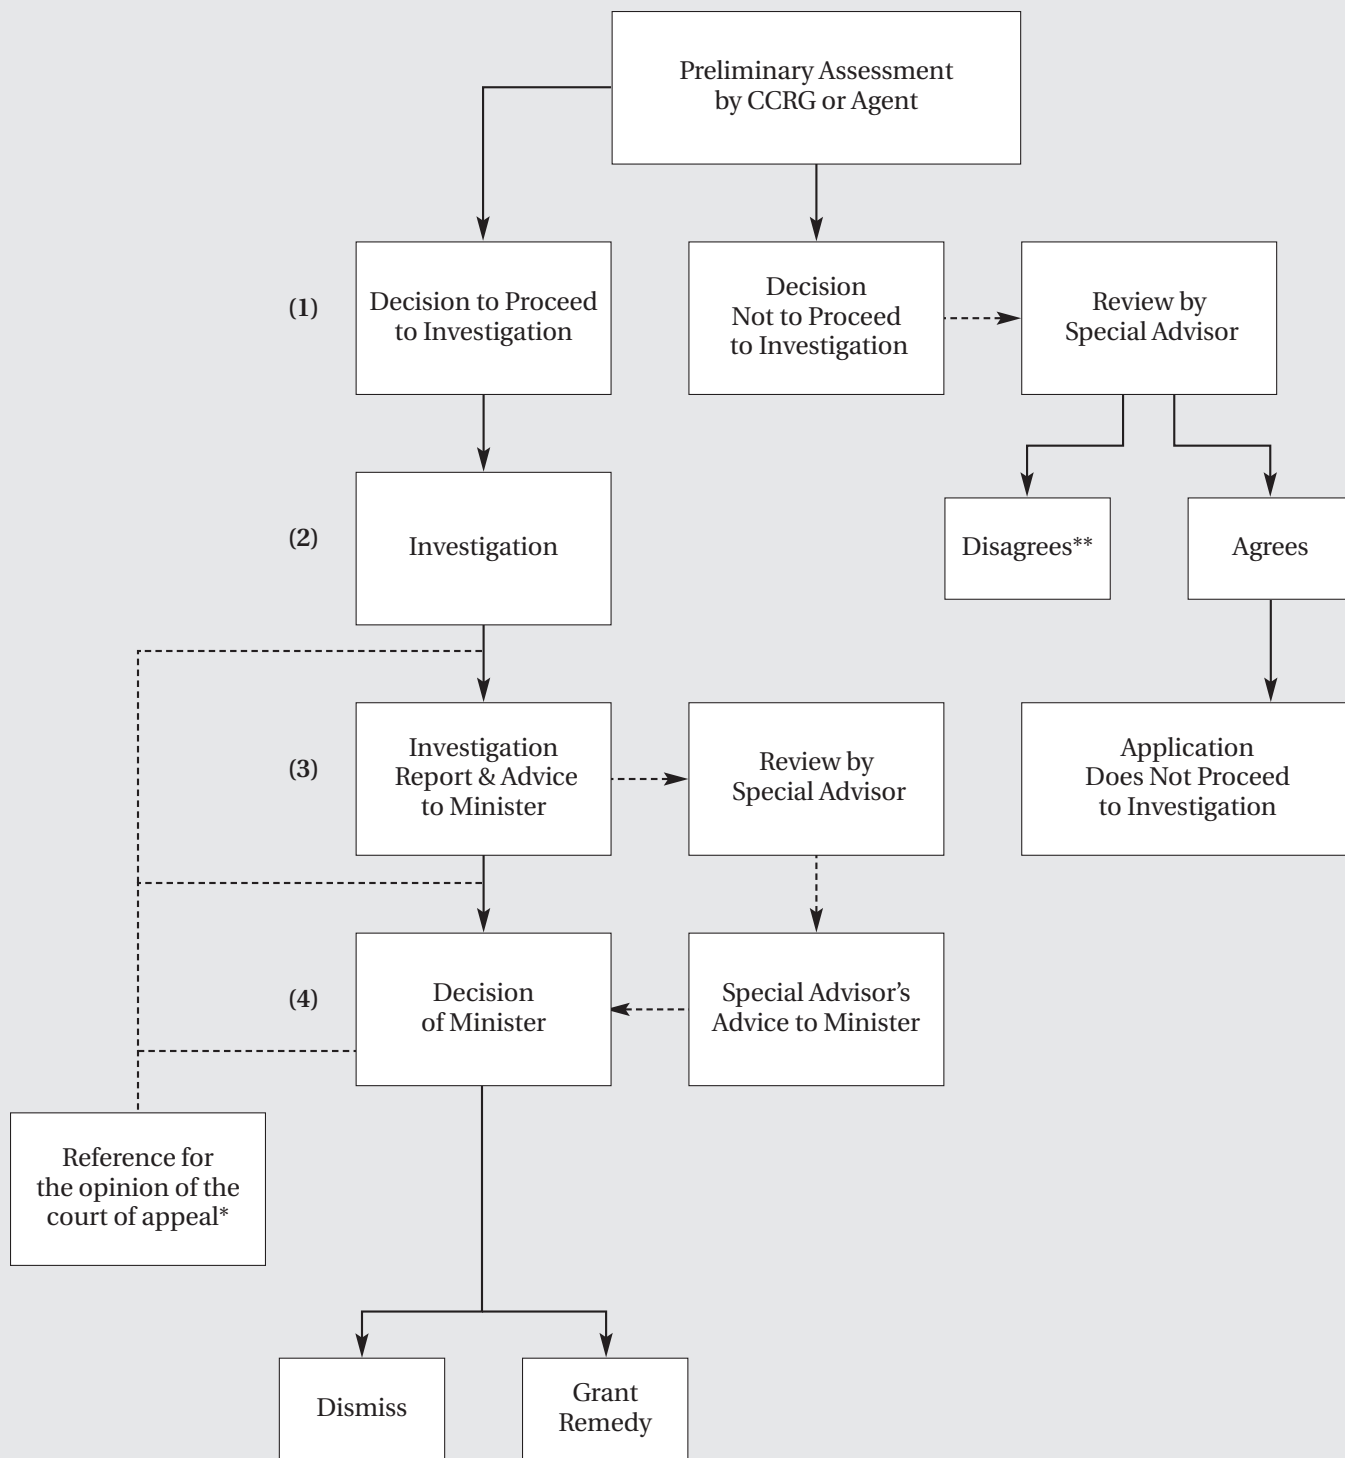 Preliminary Assessment
by CCRG or Agent
(1)
Decision to Proceed
to Investigation
Decision
Not to Proceed
to Investigation
Review by
Special Advisor
(2)
Investigation
Disagrees**
Agrees
(3)
Investigation
Report & Advice
to Minister
Review by
Special Advisor
Application
Does Not Proceed
to Investigation
(4)
Decision
of Minister
Special Advisor’s
Advice to Minister
Reference for
the opinion of the
court of appeal*
Dismiss
Grant
Remedy